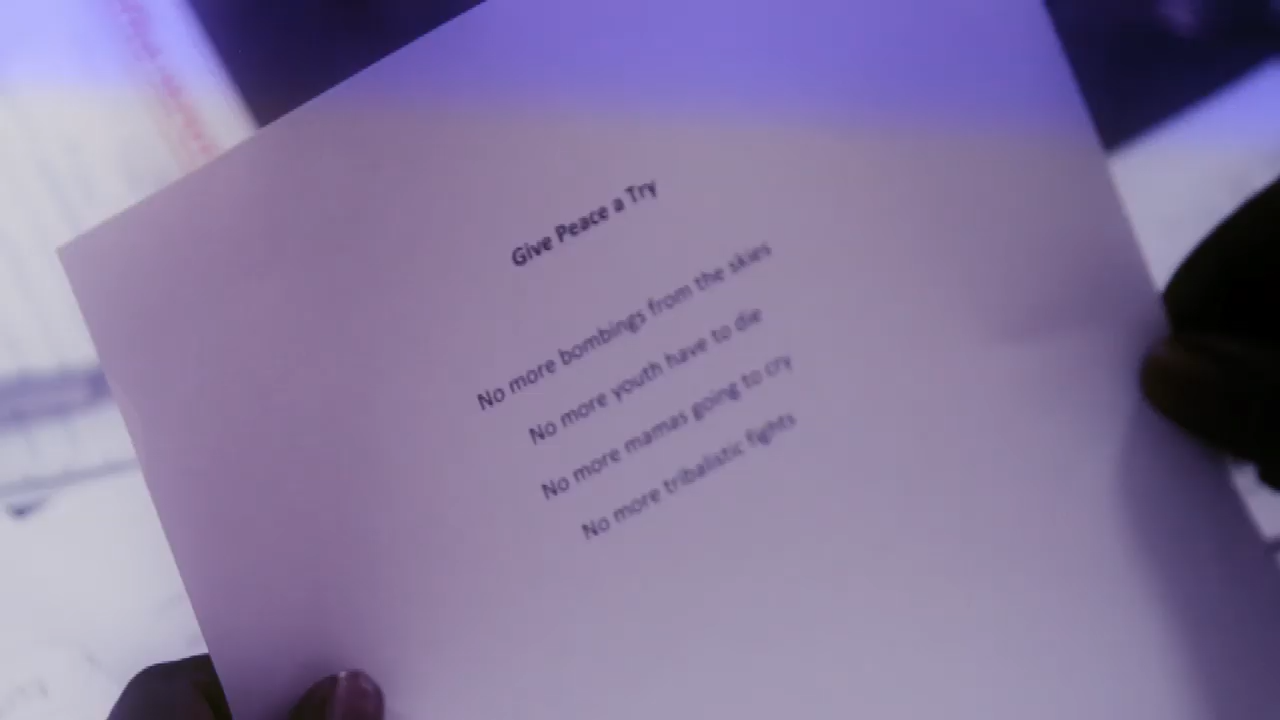 Give Peace a Try
No more bombings from the skies
No more youth have to die
No more mamas going to cry
No more tribalistic fights